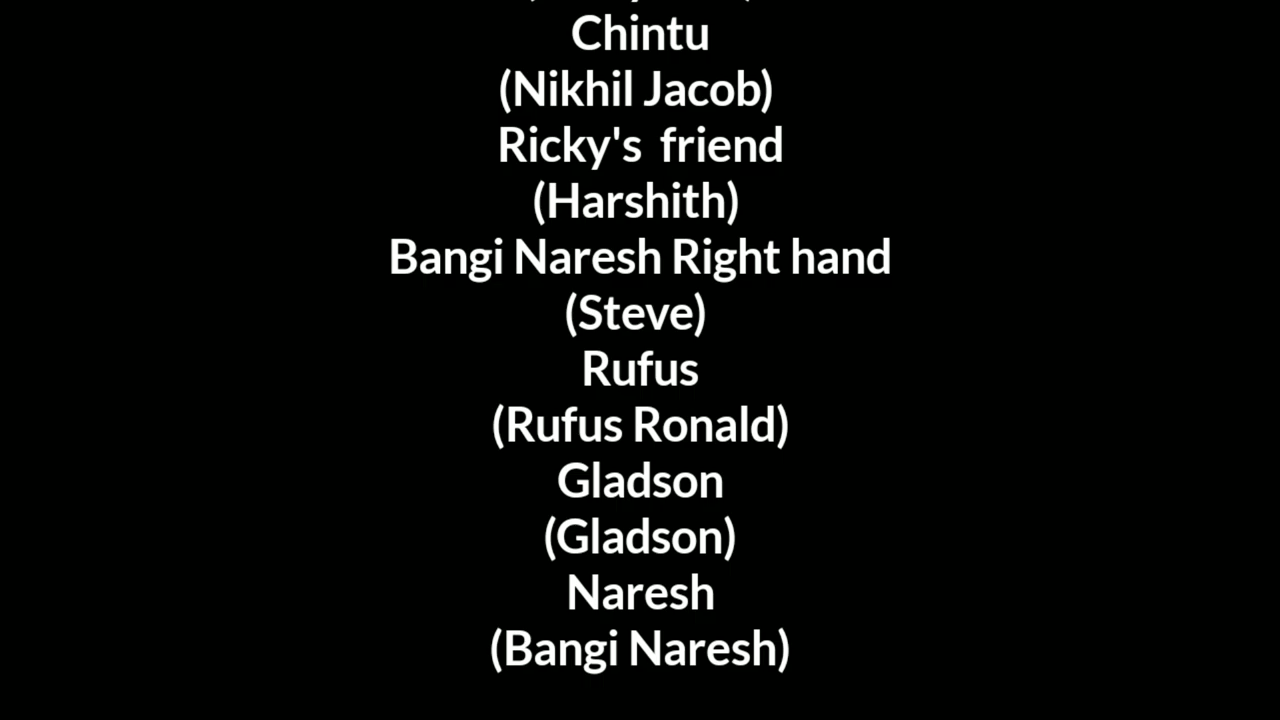 Chintu
(Nikhil Jacob)
Ricky's  friend
(Harshith)
Bangi Naresh Right hand
(Steve)
Rufus
(Rufus Ronald)
Gladson
(Gladson)
Naresh
(Bangi Naresh)